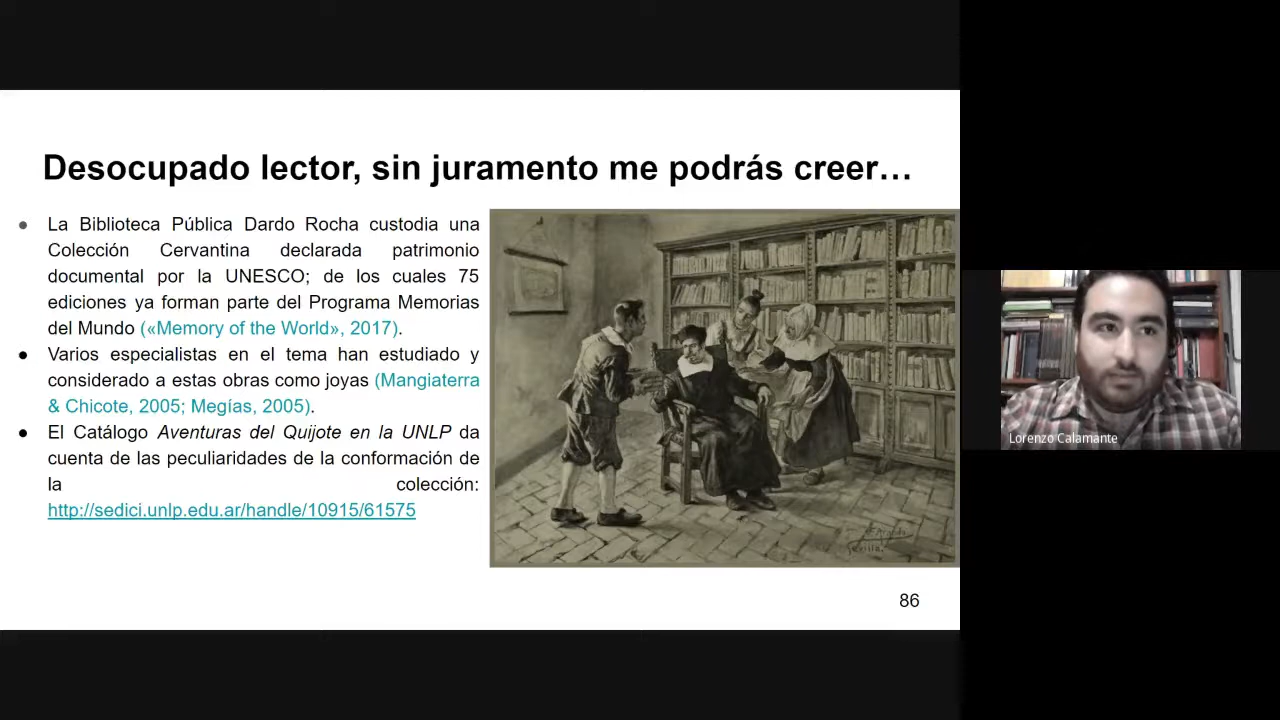 Desocupado lector, sin juramento me podrás creer…
● La Biblioteca Pública Dardo Rocha custodia una
Colección Cervantina declarada patrimonio
documental por la UNESCO; de los cuales 75
ediciones ya forman parte del Programa Memorias
del Mundo («Memory of the World», 2017).
● Varios especialistas en el tema han estudiado y
considerado a estas obras como joyas (Mangiaterra
& Chicote, 2005; Megías, 2005).
● El Catálogo Aventuras del Quijote en la UNLP da
cuenta de las peculiaridades de la conformación de
la colección:
http://sedici.unlp.edu.ar/handle/10915/61575
Sevilla
86
Lorenzo Calamante